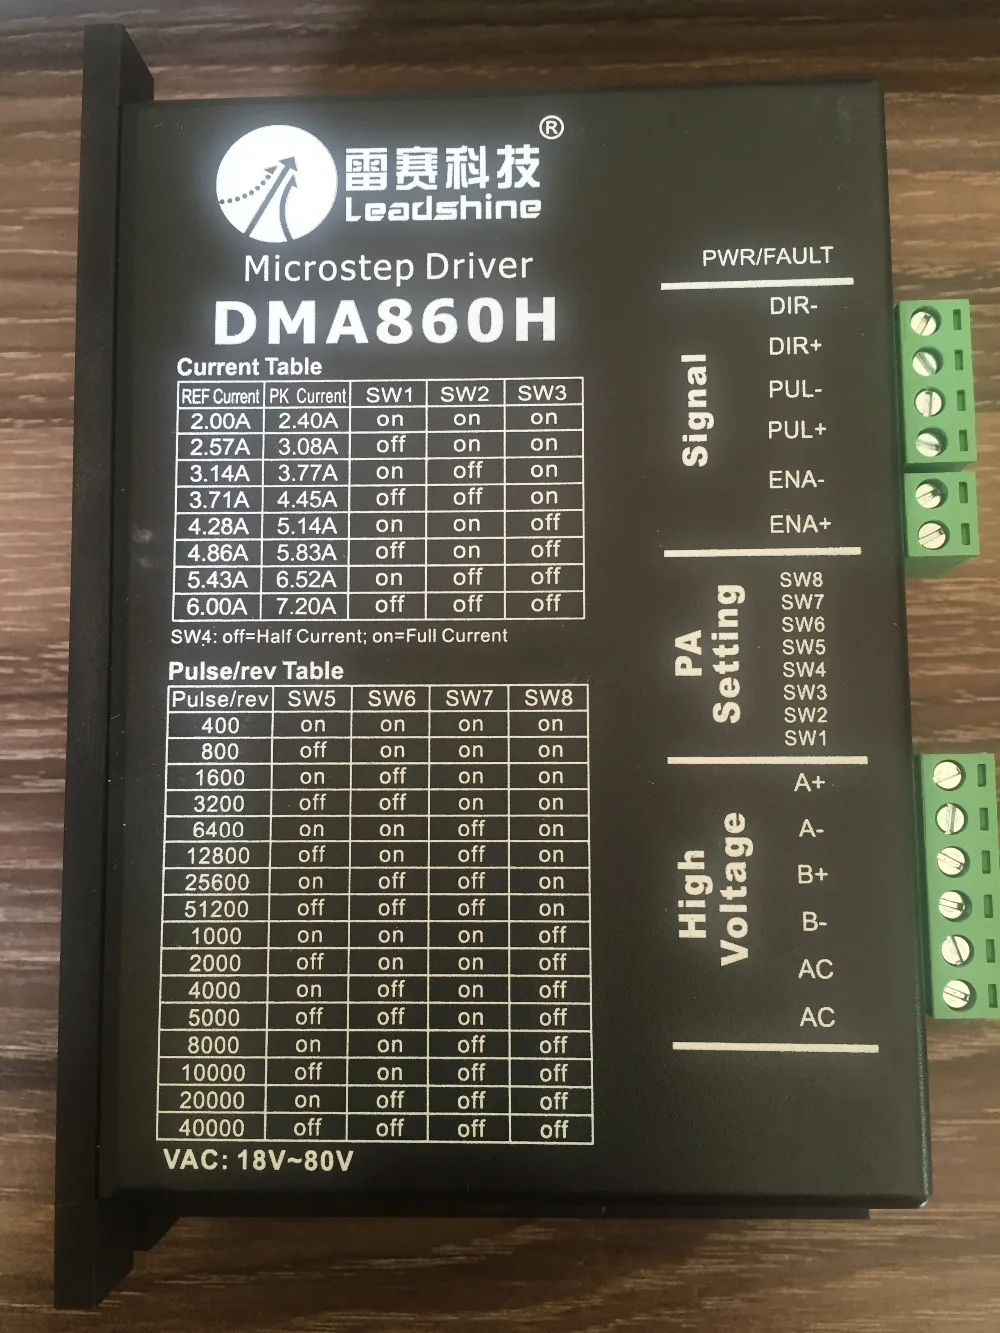 雷赛科技®
Leadshine
Microstep Driver
DMA860H
Current Table
REF Current PK Current SW1 SW2 SW3
2.00A 2.40A on on on
2.57A 3.08A off on on
3.14A 3.77A on off on
3.71A 4.45A off off on
4.28A 5.14A on on off
4.86A 5.83A off on off
5.43A 6.52A on off off
6.00A 7.20A off off off
SW4: off=Half Current; on=Full Current
Pulse/rev Table
Pulse/rev SW5 SW6 SW7 SW8
400 on on on on
800 off on on on
1600 on off on on
3200 off off on on
6400 on on off on
12800 off on off on
25600 on off off on
51200 off off off on
1000 on on on off
2000 off on on off
4000 on off on off
5000 off off on off
8000 on on off off
10000 off on off off
20000 on off off off
40000 off off off off
VAC: 18V~80V
PWR/FAULT
Signal
DIR-
DIR+
PUL-
PUL+
ENA-
ENA+
PA
Setting
SW8
SW7
SW6
SW5
SW4
SW3
SW2
SW1
High
Voltage
A+
A-
B+
B-
AC
AC